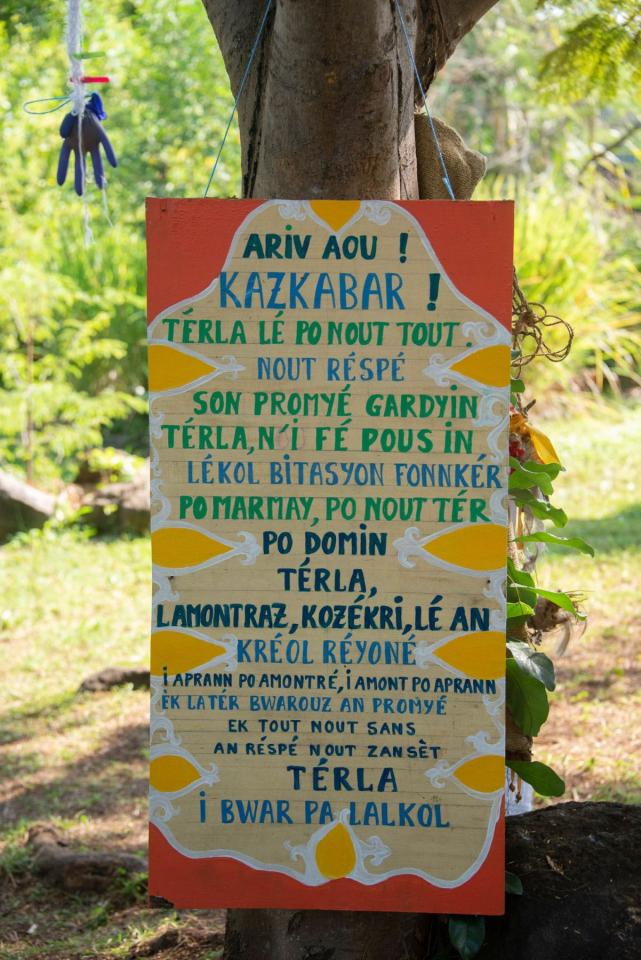 ARIV AOU !
KAZKABAR !
TÉRLA LÉ PO NOUT TOUT.
NOUT RÉSPÉ
SON PROMYÉ GARDYIN
TÉRLA, N'I FÉ POUS IN
LÉKOL BITASYON FONNKÉR
PO MARMAY, PO NOUT TÉR
PO DOMIN
TÉRLA,
LAMONTRAZ, KOZÉKRI, LÉ AN
KRÉOL RÉYONÉ
I APRANN PO AMONTRÉ, I AMONT PO APRANN
EK LATÉR BWAROUZ AN PROMYÉ
EK TOUT NOUT SANS
AN RÉSPÉ NOUT ZANSÈT
TÉRLA
I BWAR PA LALKOL